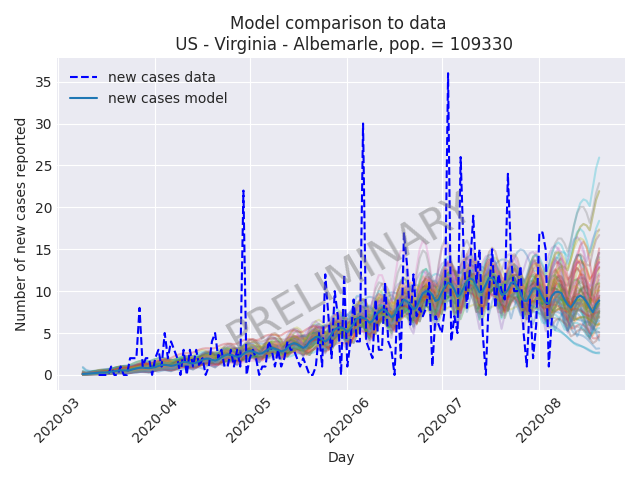 Model comparison to data
US - Virginia - Albemarle, pop. = 109330
new cases data
new cases model
PRELIMINARY
Number of new cases reported
35
30
25
20
15
10
5
0
2020-03
2020-04
2020-05
2020-06
2020-07
2020-08
Day